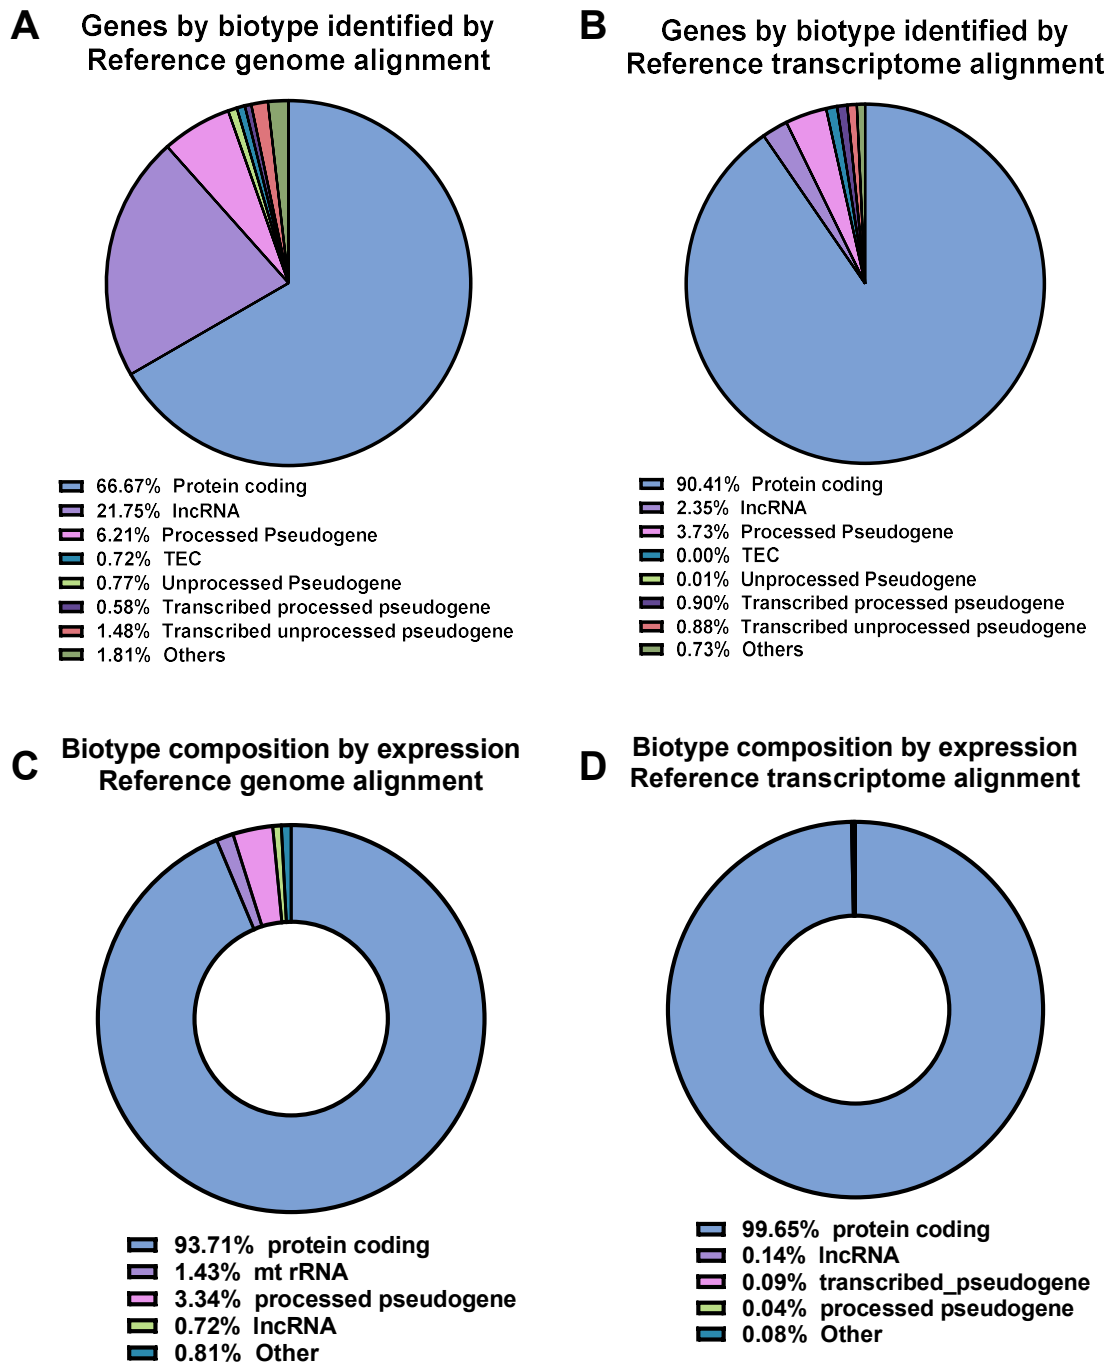 A
Genes by biotype identified by
Reference genome alignment
66.67% Protein coding
21.75% lncRNA
6.21% Processed Pseudogene
0.72% TEC
0.77% Unprocessed Pseudogene
0.58% Transcribed processed pseudogene
1.48% Transcribed unprocessed pseudogene
1.81% Others
B
Genes by biotype identified by
Reference transcriptome alignment
90.41% Protein coding
2.35% lncRNA
3.73% Processed Pseudogene
0.00% TEC
0.01% Unprocessed Pseudogene
0.90% Transcribed processed pseudogene
0.88% Transcribed unprocessed pseudogene
0.73% Others
C
Biotype composition by expression
Reference genome alignment
93.71% protein coding
1.43% mt rRNA
3.34% processed pseudogene
0.72% lncRNA
0.81% Other
D
Biotype composition by expression
Reference transcriptome alignment
99.65% protein coding
0.14% lncRNA
0.09% transcribed_pseudogene
0.04% processed pseudogene
0.08% Other